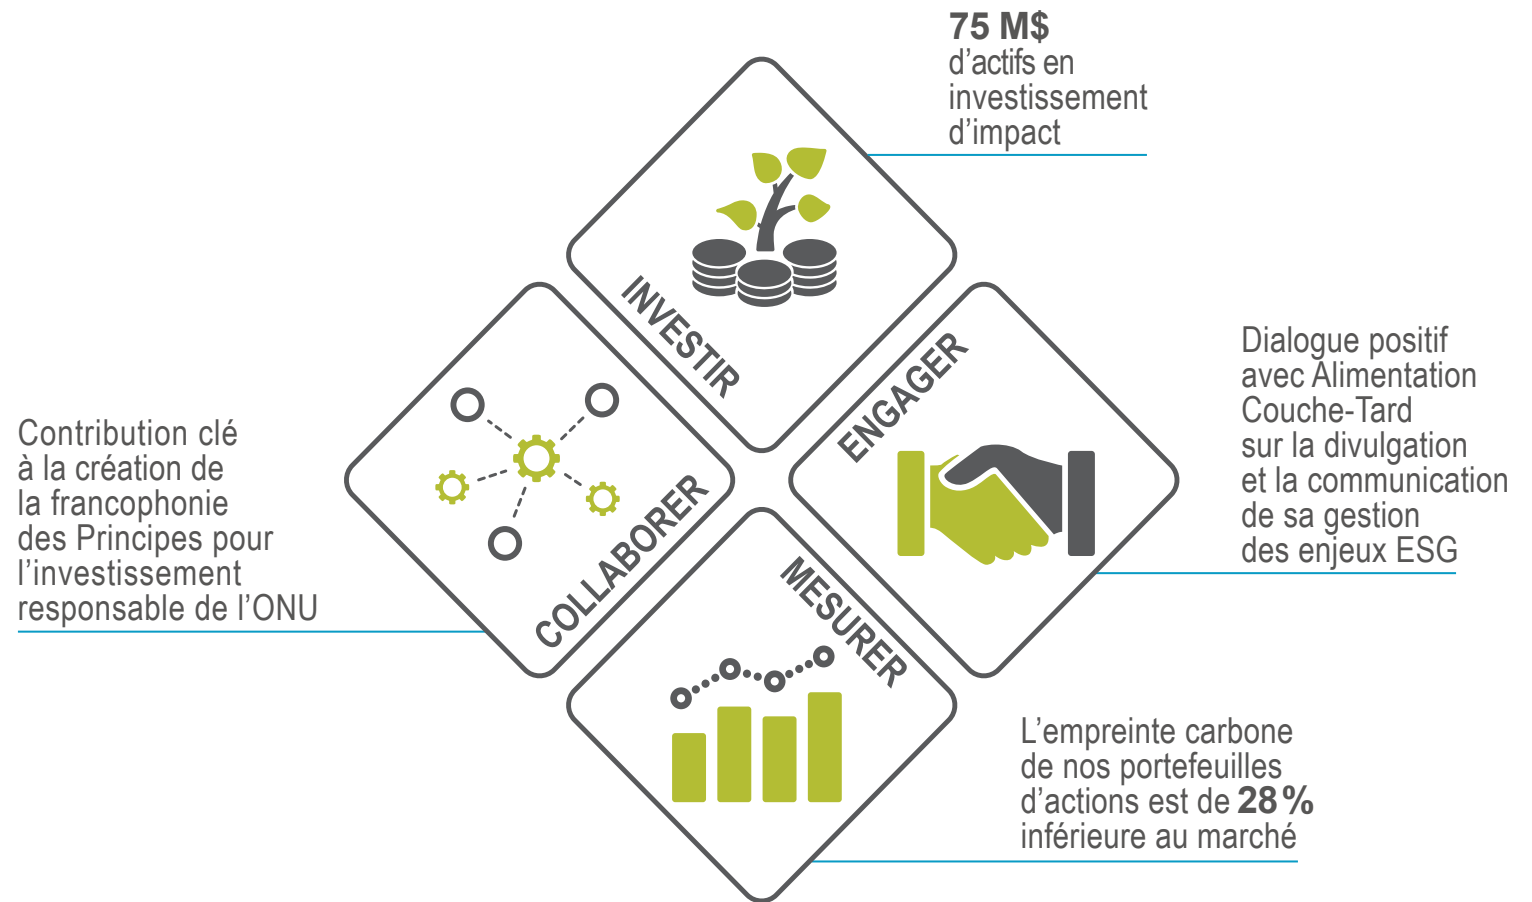 75 M$
d’actifs en
investissement
d’impact
INVESTIR
ENGAGER
Dialogue positif
avec Alimentation
Couche-Tard
sur la divulgation
et la communication
de sa gestion
des enjeux ESG
Contribution clé
à la création de
la francophonie
des Principes pour
l’investissement
responsable de l’ONU
COLLABORER
MESURER
L’empreinte carbone
de nos portefeuilles
d’actions est de 28 %
inférieure au marché